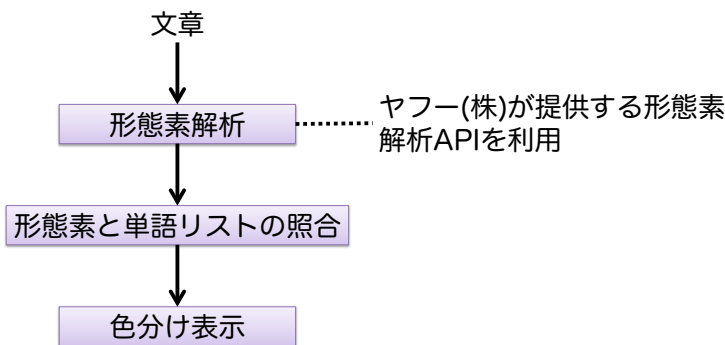 文章
形態素解析
ヤフー(株)が提供する形態素
解析APIを利用
形態素と単語リストの照合
色分け表示